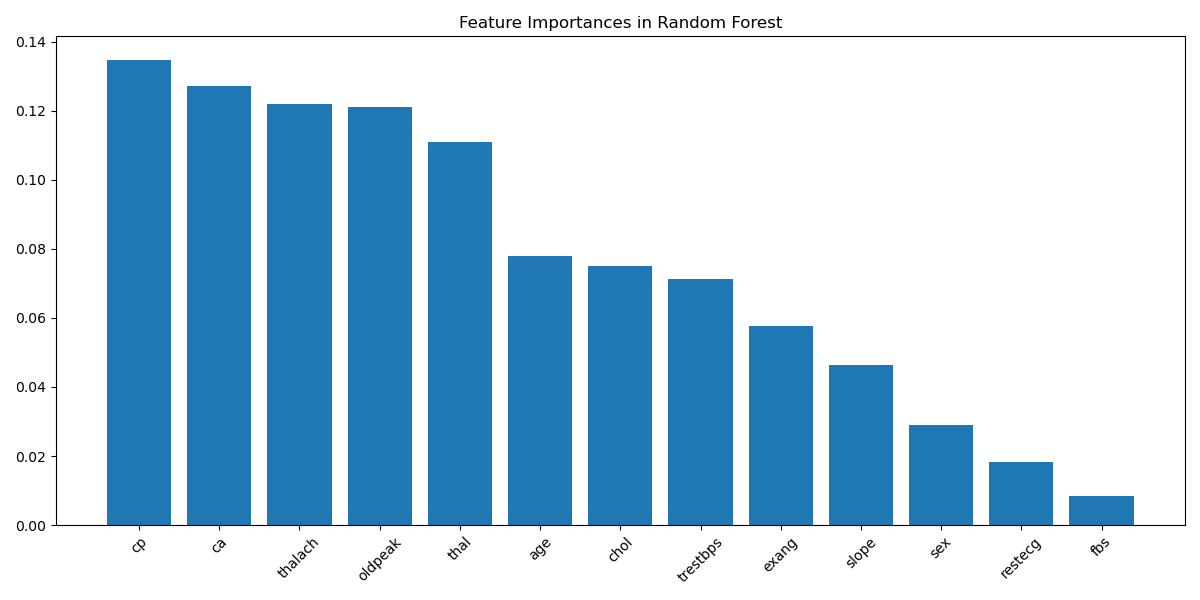 Feature Importances in Random Forest
0.14
0.12
0.10
0.08
0.06
0.04
0.02
0.00
cp
ca
thalach
oldpeak
thal
age
chol
trestbps
exang
slope
sex
restecg
fbs